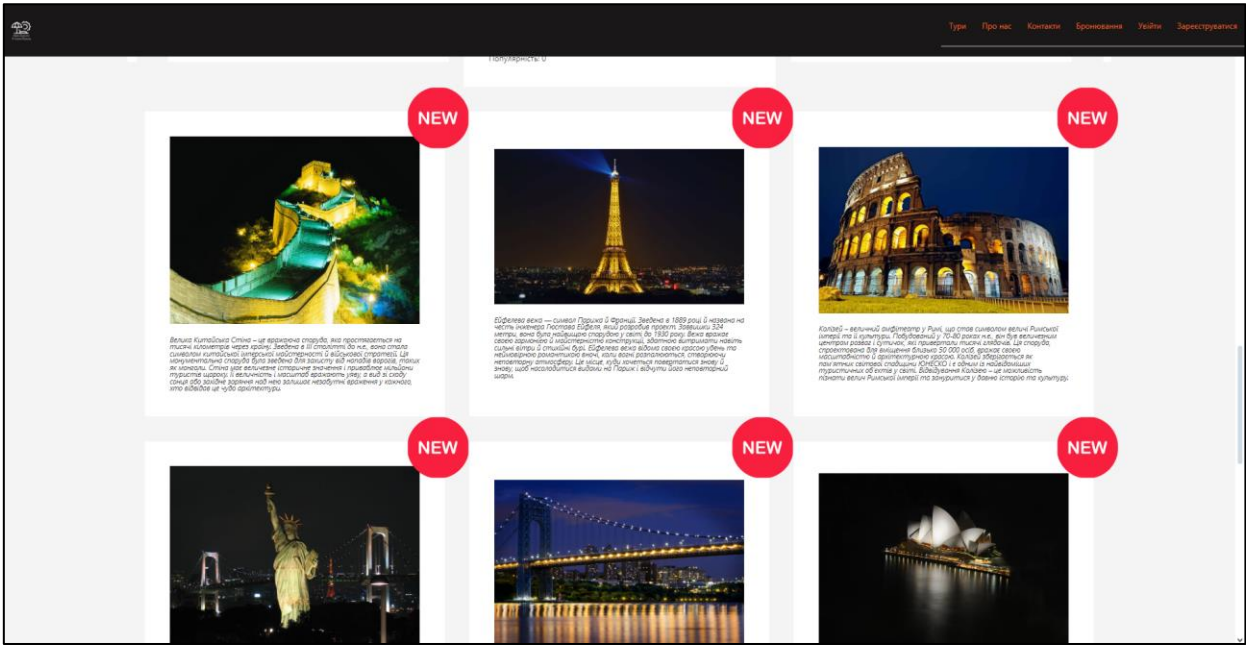 Тури Про нас Контакти Бронювання Увійти Зареєструватися
Популярність: 0
NEW
NEW
NEW
Велика Китайська Стіна – це вражаюча споруда, яка простягається на
тисячі кілометрів через країну. Зведена в III столітті до н.е., вона стала
символом китайської імперської майстерності й військової стратегії. Ця
монументальна споруда була зведена для захисту від нападів ворогів, таких
як монголи. Стіна має величезне історичне значення і приваблює мільйони
туристів щороку. Її величність і масштаб вражають уяву, а вид зі сходу
сонця або західне зоряння над нею залишає незабутні враження у кожного,
хто відвідав це чудо архітектури.
Ейфелева вежа — символ Парижа й Франції. Зведена в 1889 році й названа на
честь інженера Гюстава Ейфеля, який розробив проект. Заввишки 324
метри, вона була найвищою спорудою у світі до 1930 року. Вежа вражає
своєю гармонією й майстерністю конструкції, здатною витримати навіть
сильні вітри й стихійні бурі. Ейфелева вежа відома своєю красою удень та
неймовірною романтикою вночі, коли вогні розпалюються, створюючи
неповторну атмосферу. Це місце, куди хочеться повертатися знову й
знову, щоб насолодитися видами на Париж і відчути його неповторний
шарм.
Колізей – величний амфітеатр у Римі, що став символом величі Римської
імперії та її культури. Побудований у 70-80 роках н.е., він був величезним
центром розваг і сутичок, які привертали тисячі глядачів. Ця споруда,
спроектована для вміщення близько 50 000 осіб, вражає своєю
масштабністю й архітектурною красою. Колізей зберігається як
пам'ятник світової спадщини ЮНЕСКО і є одним із найвідоміших
туристичних об'єктів у світі. Відвідування Колізею – це можливість
пізнати велич Римської імперії та зануритися у давню історію та культуру.
NEW
NEW
NEW